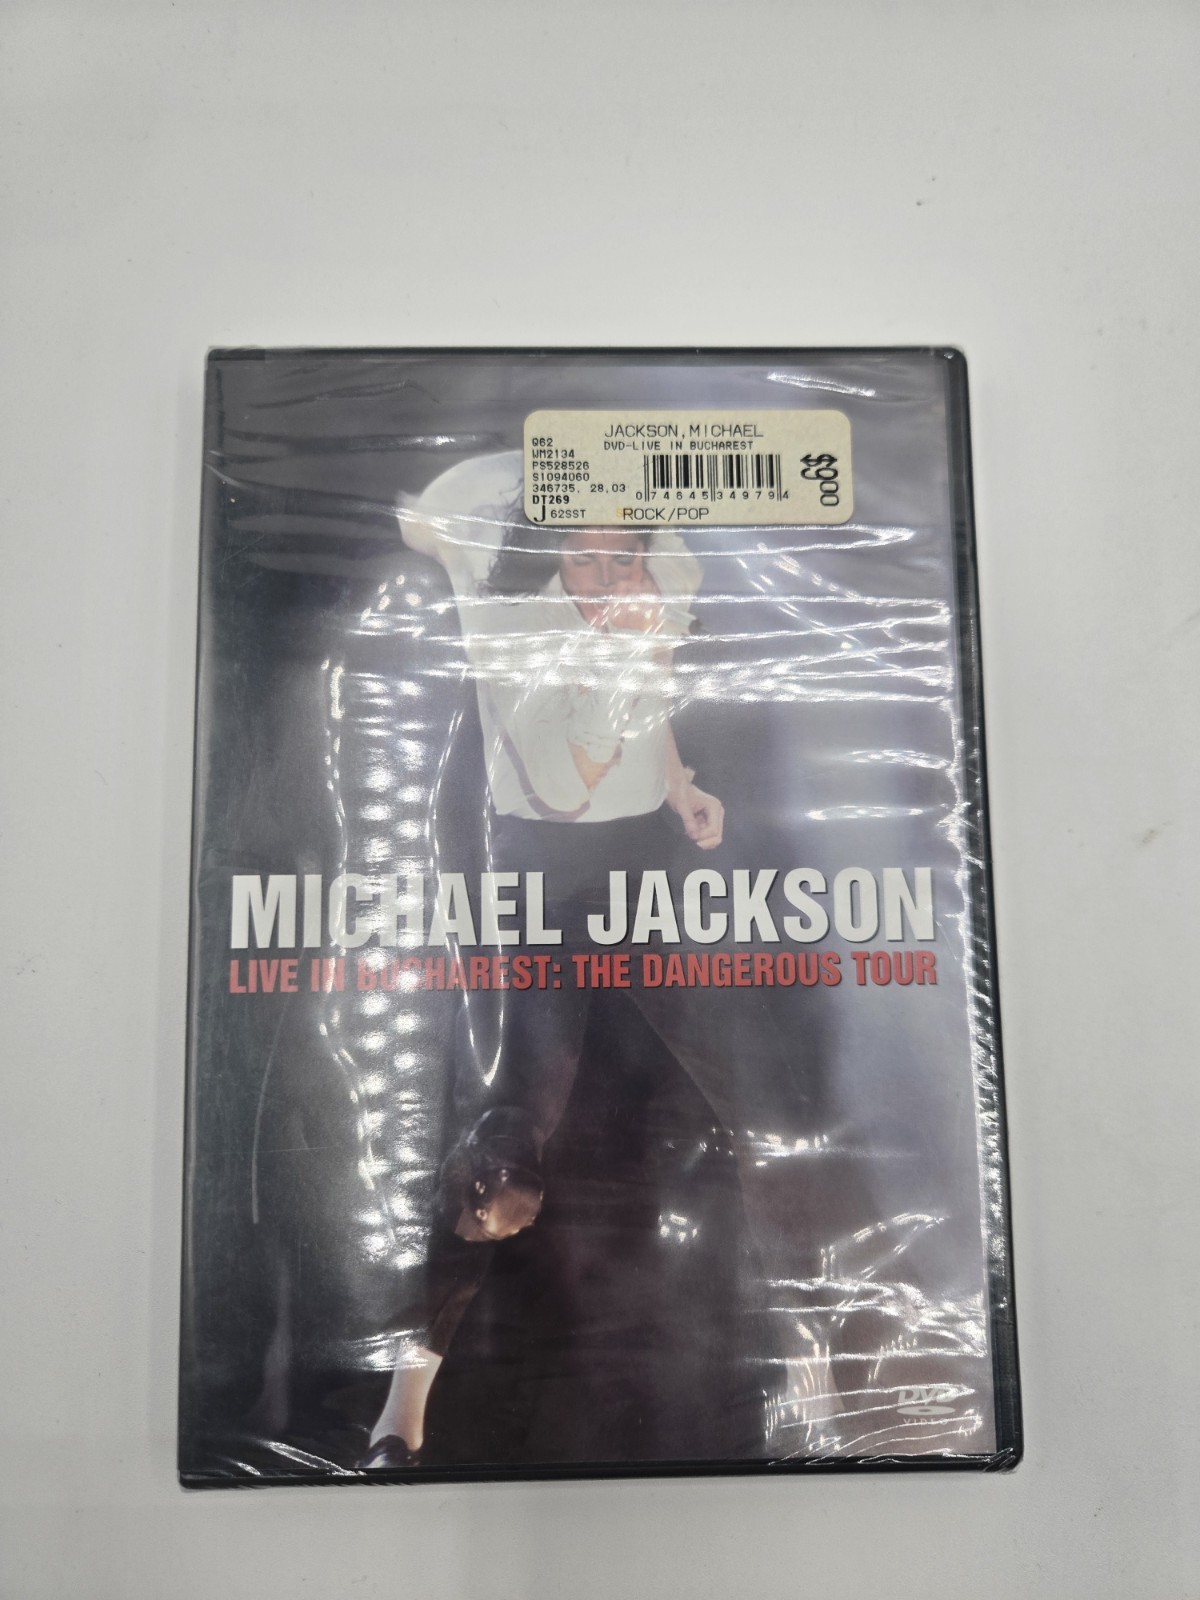 JACKSON,MICHAEL
DVD-LIVE IN BUCHAREST
Q62
WM2134
PS528526
S1094060
346735, 28,03
DT269
J 62SST
0 74645 34979 4
ROCK/POP
MICHAEL JACKSON
LIVE IN BUCHAREST: THE DANGEROUS TOUR
DVD
VIDEO